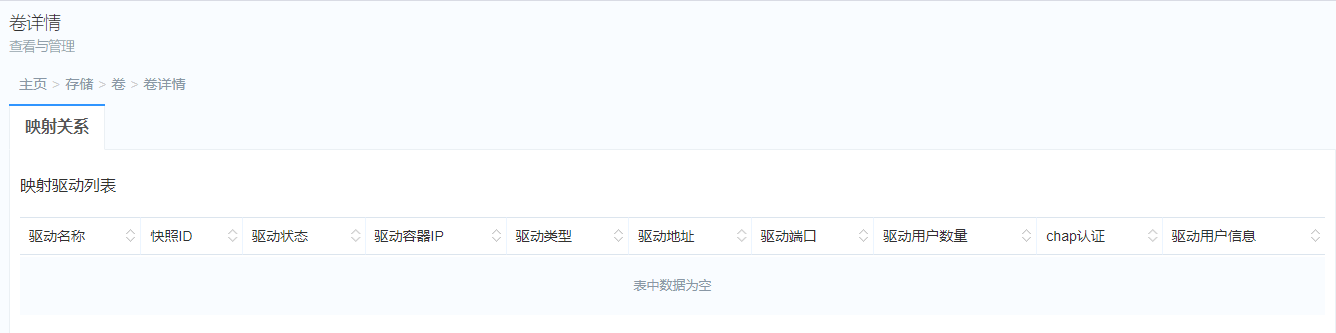 卷详情
查看与管理
主页 > 存储 > 卷 > 卷详情
映射关系
映射驱动列表
驱动名称 快照ID 驱动状态 驱动容器IP 驱动类型 驱动地址 驱动端口 驱动用户数量 chap认证 驱动用户信息
表中数据为空